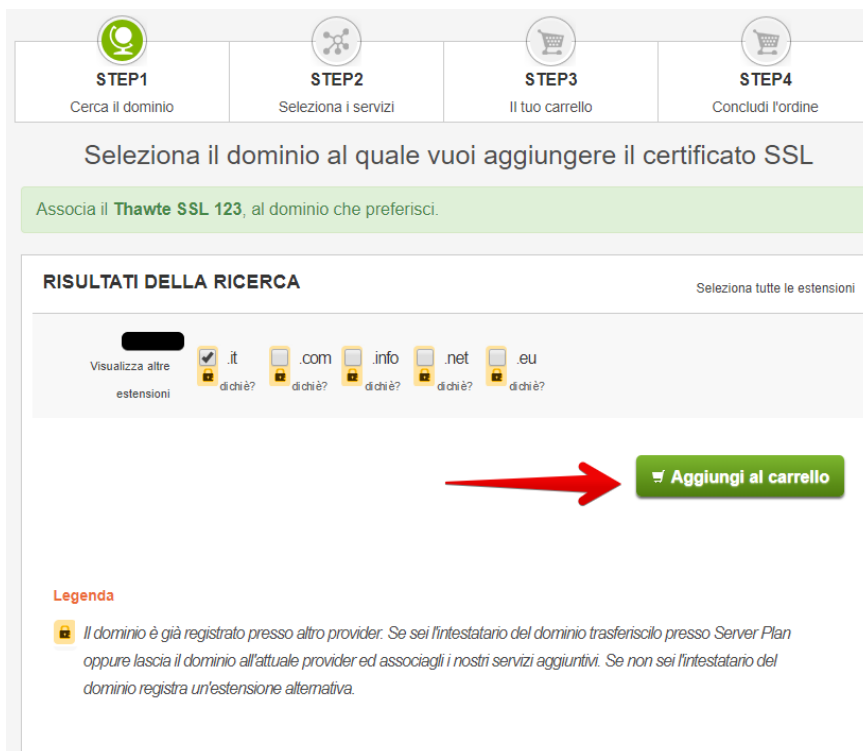 STEP1
Cerca il dominio
STEP2
Seleziona i servizi
STEP3
Il tuo carrello
STEP4
Concludi l'ordine
Seleziona il dominio al quale vuoi aggiungere il certificato SSL
Associa il Thawte SSL 123, al dominio che preferisci.
RISULTATI DELLA RICERCA
Seleziona tutte le estensioni
Visualizza altre
estensioni
.it
di chi è?
.com
di chi è?
.info
di chi è?
.net
di chi è?
.eu
di chi è?
Aggiungi al carrello
Legenda
Il dominio è già registrato presso altro provider. Se sei l'intestatario del dominio trasferiscilo presso Server Plan
oppure lascia il dominio all'attuale provider ed associagli i nostri servizi aggiuntivi. Se non sei l'intestatario del
dominio registra un'estensione alternativa.